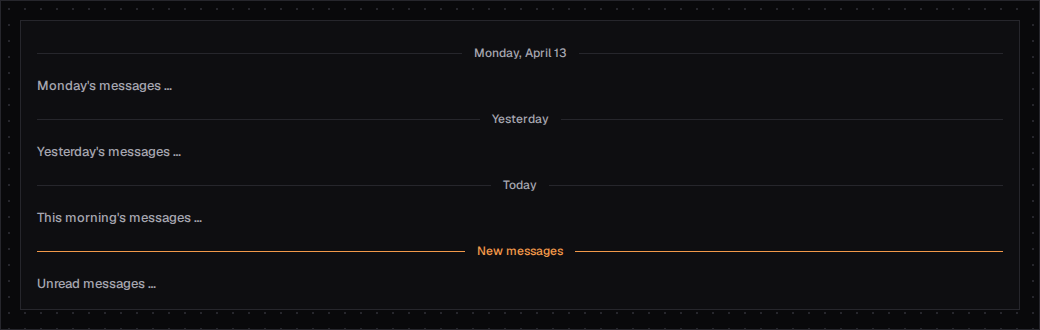 Monday, April 13
Monday's messages ...
Yesterday
Yesterday's messages ...
Today
This morning's messages ...
New messages
Unread messages ...